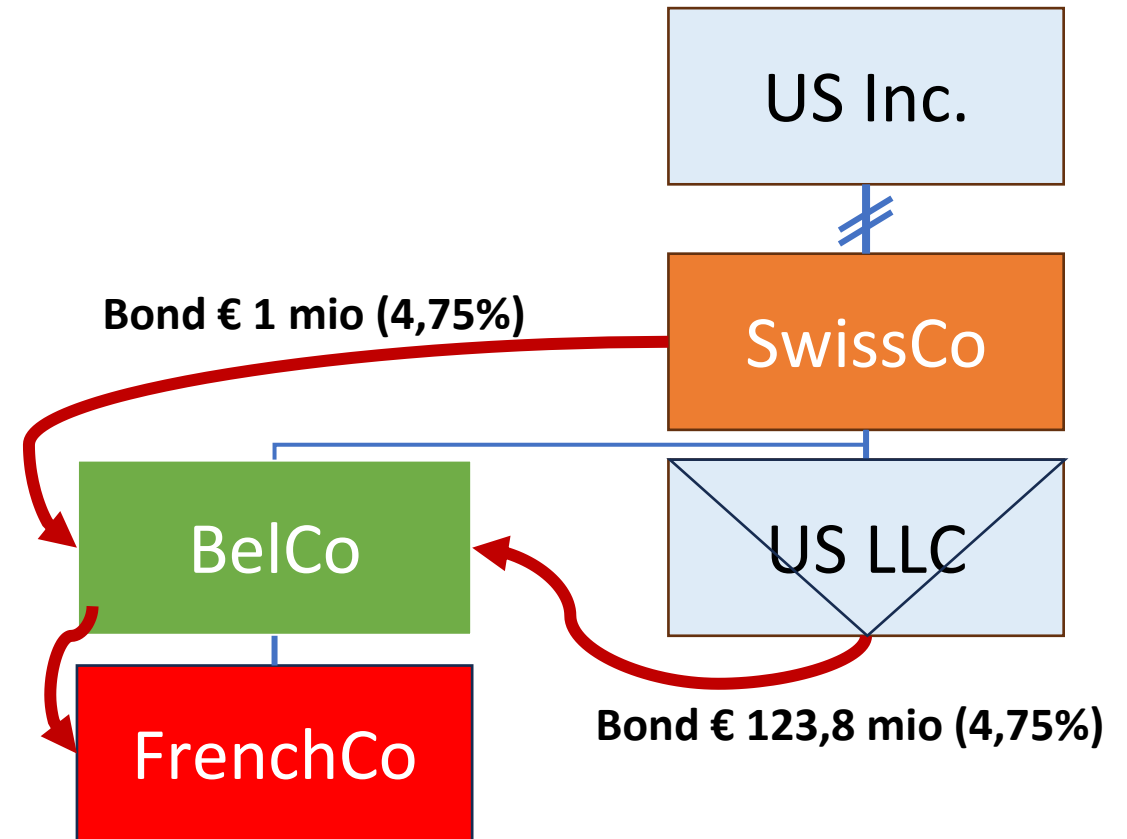 US Inc.
Bond € 1 mio (4,75%)
SwissCo
BelCo
US LLC
Bond € 123,8 mio (4,75%)
FrenchCo